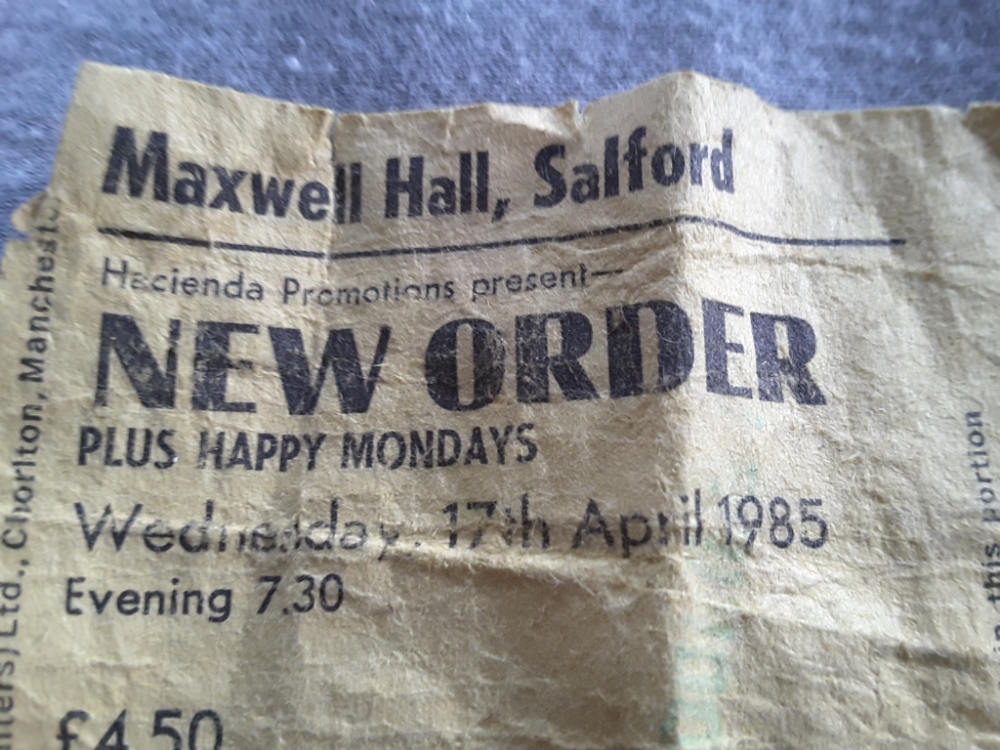 Maxwell Hall, Salford
Hacienda Promotions present—
NEW ORDER
PLUS HAPPY MONDAYS
Wednesday. 17th April 1985
Evening 7.30
£4.50
Ltd., Chorlton,
this portion